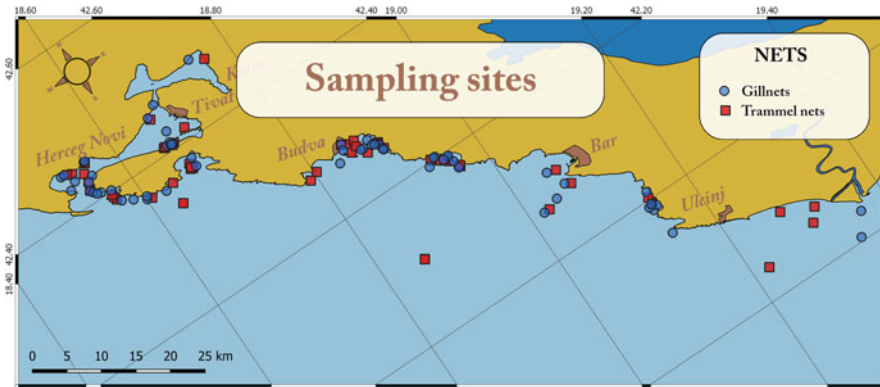 18.60 42.60 18.80 42.40 19.00 19.20 42.20 19.40
42.60
42.40
18.40
Sampling sites
NETS
Gillnets
Trammel nets
Kotor
Tivat
Herceg Novi
Budva
Bar
Ulcinj
0 5 10 15 20 25 km